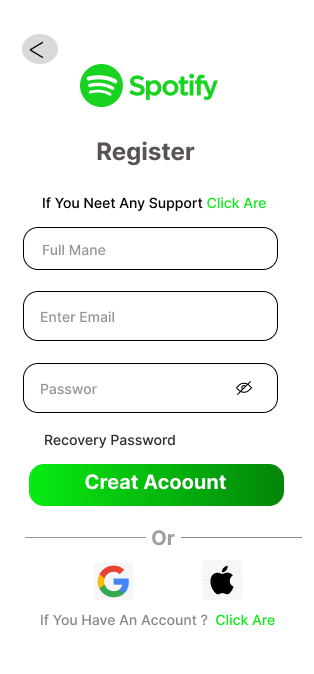 Spotify
Register
If You Neet Any Support Click Are
Full Mane
Enter Email
Passwor
Recovery Password
Creat Acoount
Or
If You Have An Account ? Click Are